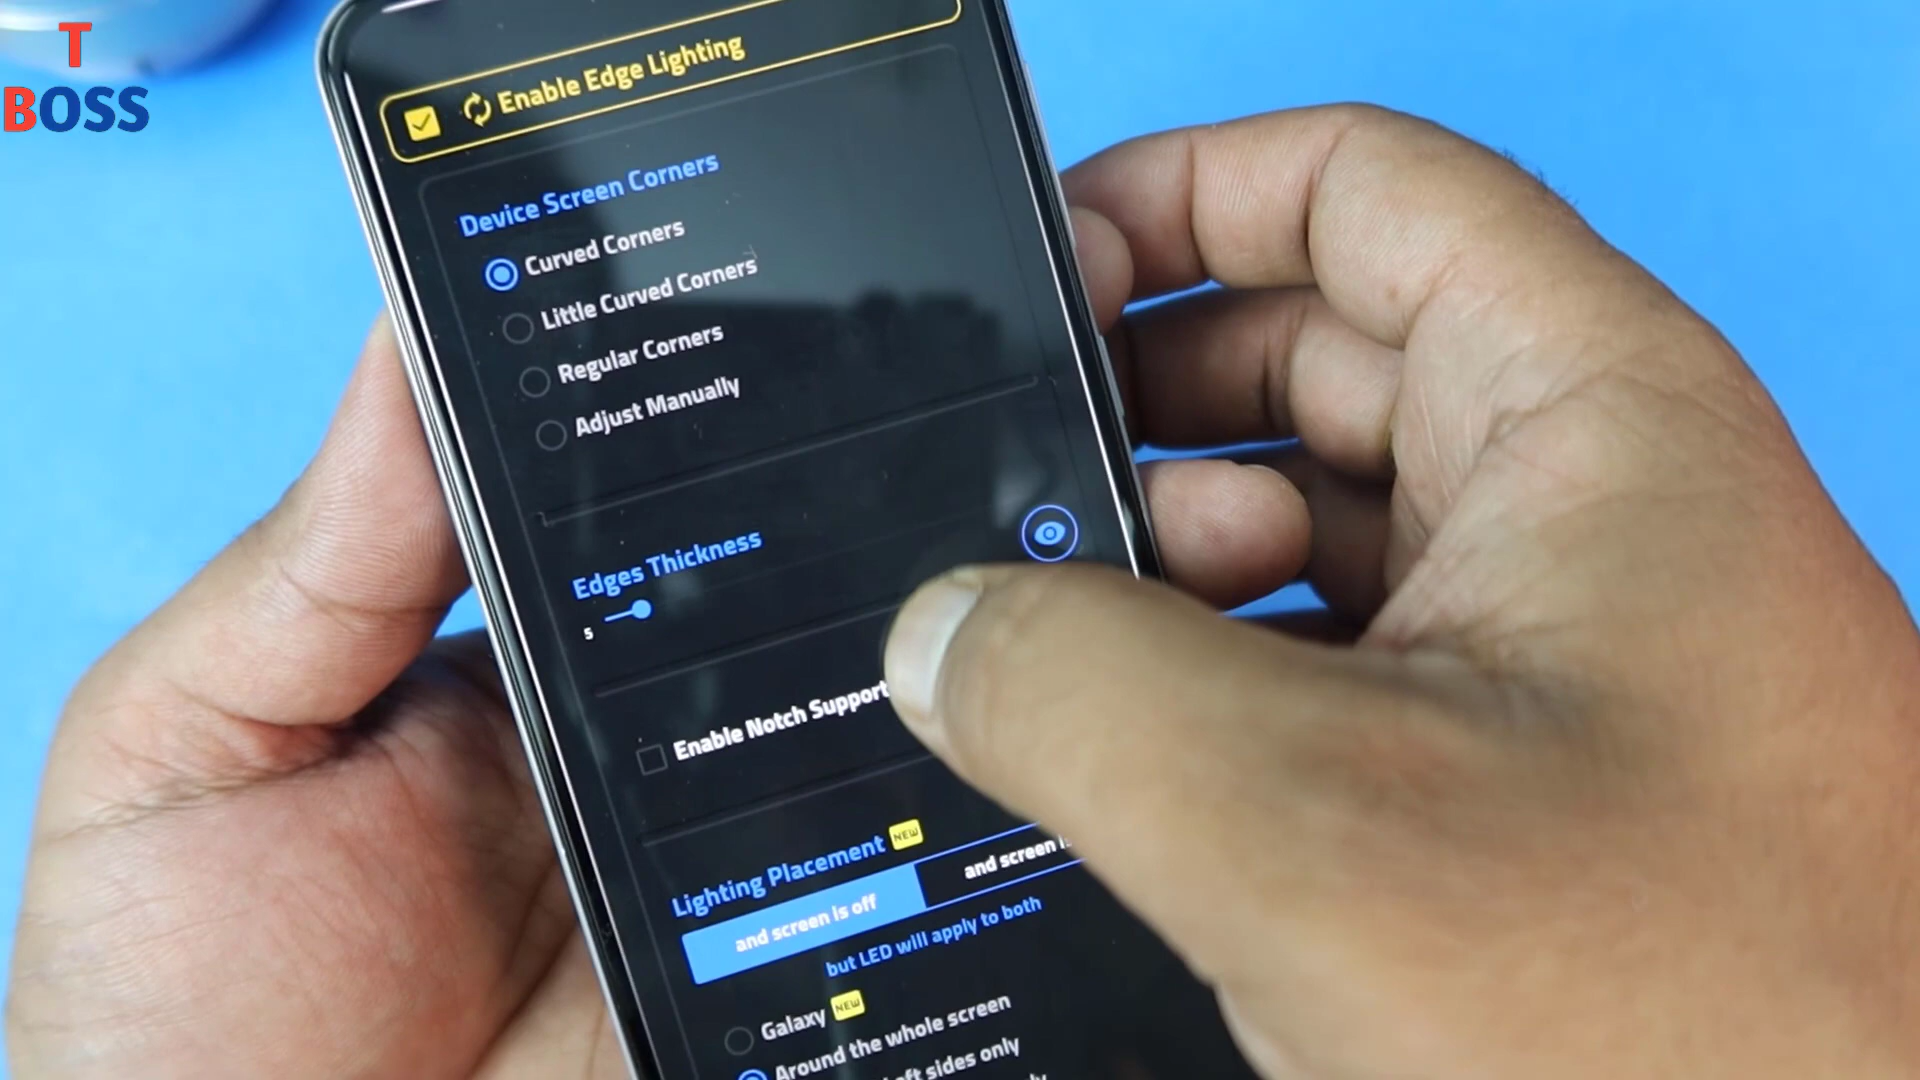 T
BOSS
Enable Edge Lighting
Device Screen Corners
Curved Corners
Little Curved Corners
Regular Corners
Adjust Manually
Edges Thickness
5
Enable Notch Support
Lighting Placement NEW
and screen is off
and screen
but LED will apply to both
Galaxy NEW
Around the whole screen
sides only